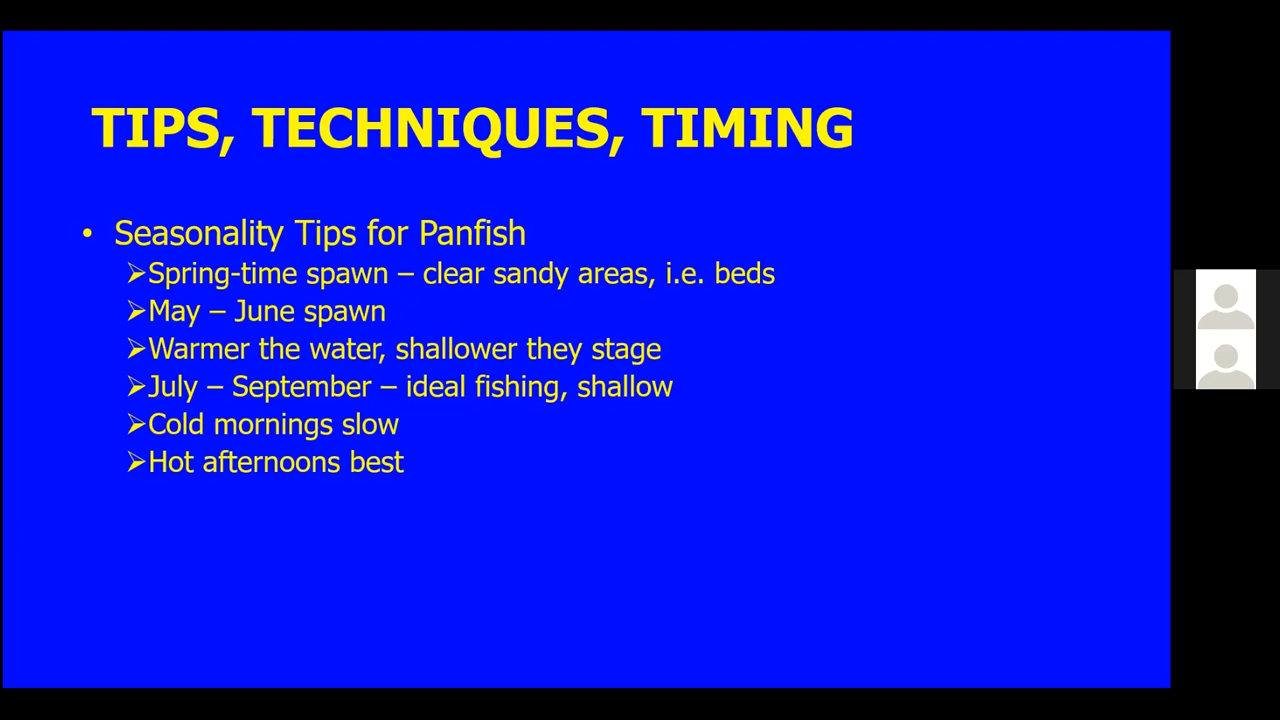 TIPS, TECHNIQUES, TIMING
• Seasonality Tips for Panfish
➢Spring-time spawn – clear sandy areas, i.e. beds
➢May – June spawn
➢Warmer the water, shallower they stage
➢July – September – ideal fishing, shallow
➢Cold mornings slow
➢Hot afternoons best